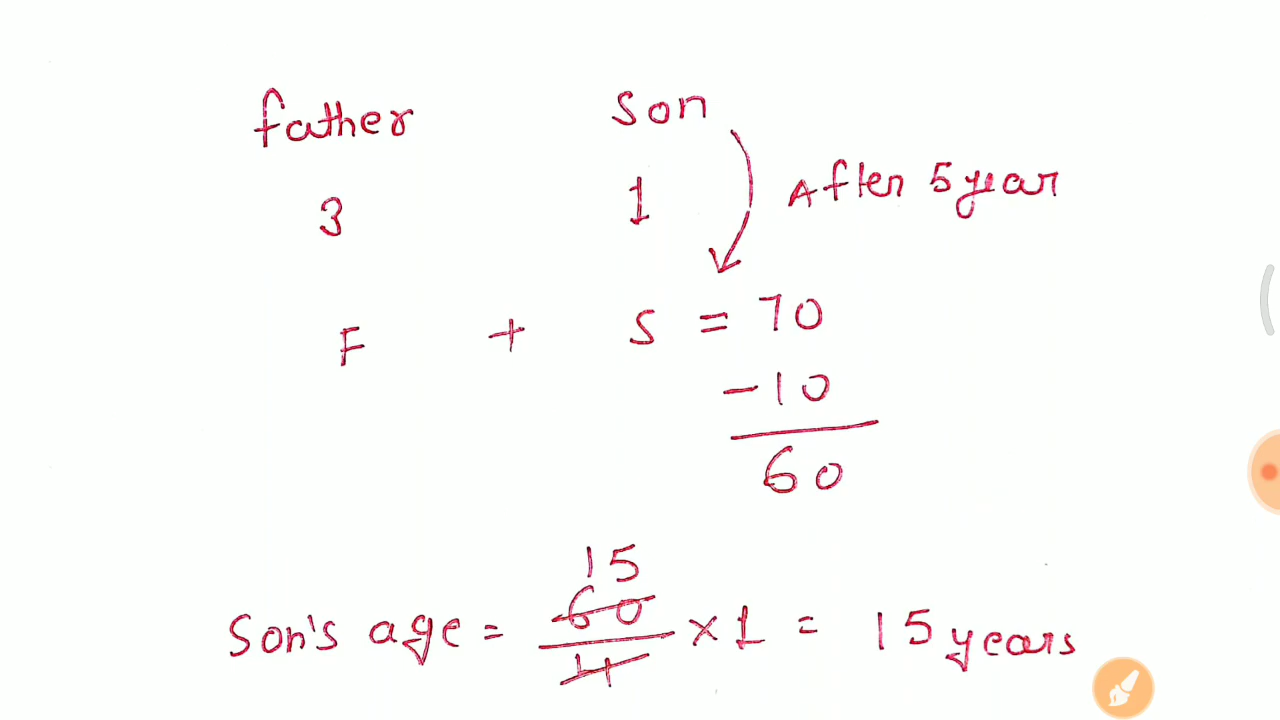 father Son
3 1 After 5 year
F + S = 70
-10
60
15
Son's age = 60/4 × 1 = 15 years